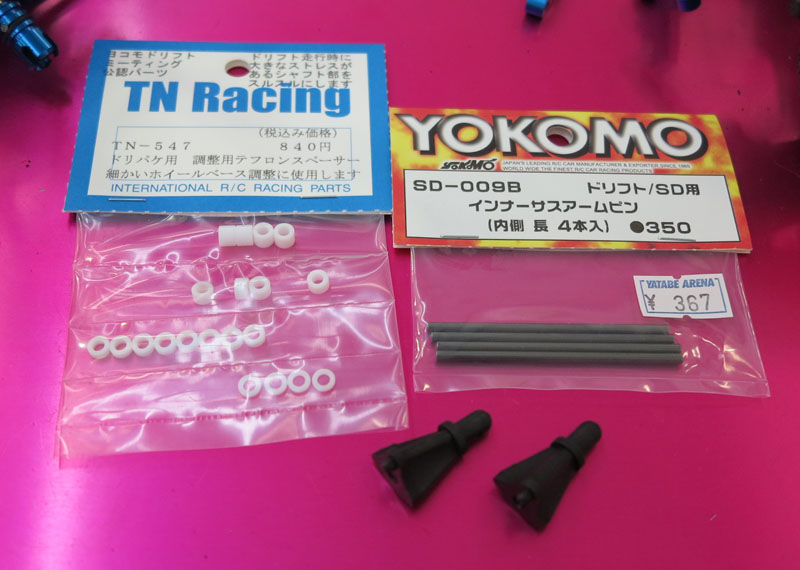 ヨコモドリフト
ミーティング
公認パーツ
ドリフト走行時に
大きなストレスが
あるシャフト部を
スルスルにします
TN Racing
(税込み価格)
TN-547 840円
ドリパケ用 調整用テフロンスペーサー
細かいホイールベース調整に使用します
INTERNATIONAL R/C RACING PARTS
YOKOMO
YOKOMO
JAPAN'S LEADING R/C CAR MANUFACTURER & EXPORTER SINCE 1965
WORLD WIDE THE FINEST R/C CAR RACING PRODUCTS
SD-009B ドリフト/SD用
インナーサスアームピン
(内側 長 4本入) ●350
YATABE ARENA
¥ 367